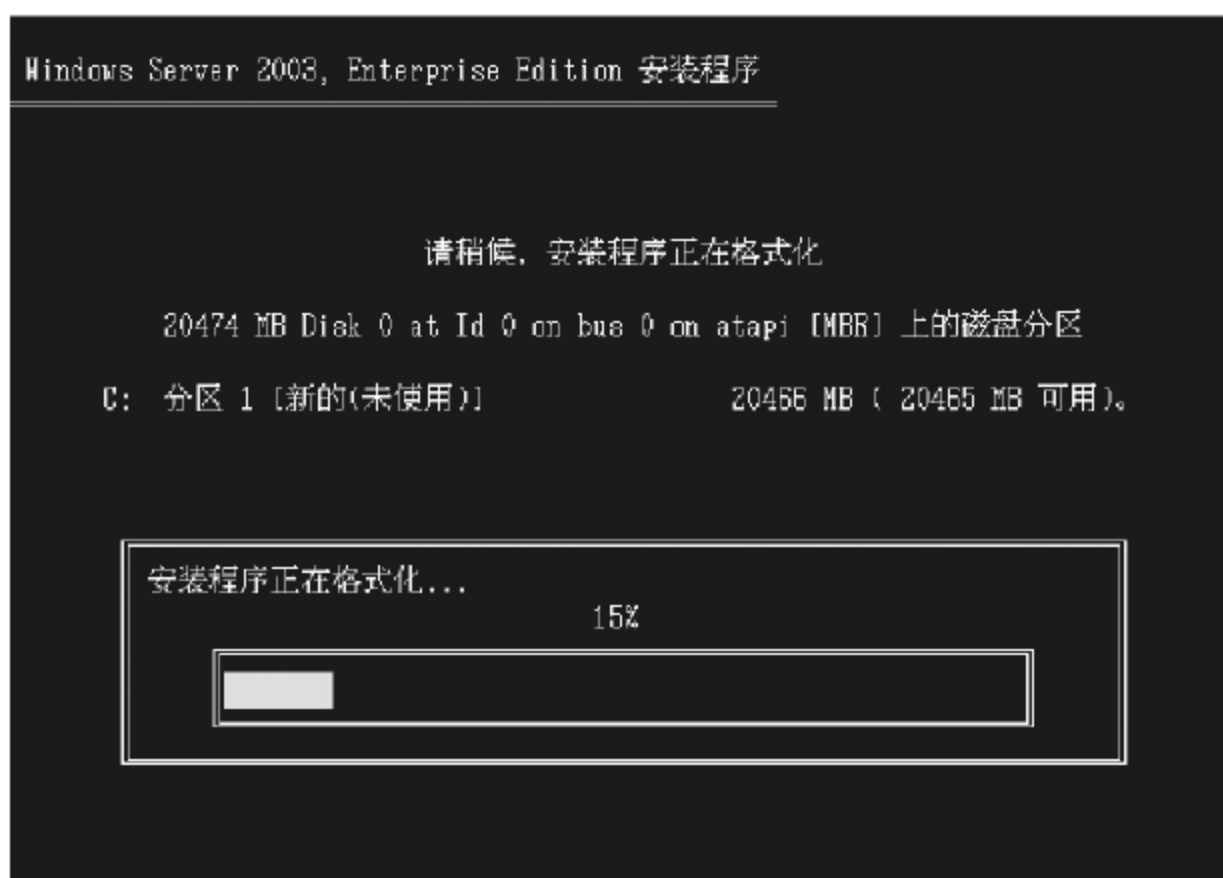 Windows Server 2003, Enterprise Edition 安装程序
请稍候, 安装程序正在格式化
20474 MB Disk 0 at Id 0 on bus 0 on atapi [MBR] 上的磁盘分区
C: 分区 1 [新的(未使用)] 20466 MB ( 20465 MB 可用)。
安装程序正在格式化...
15%